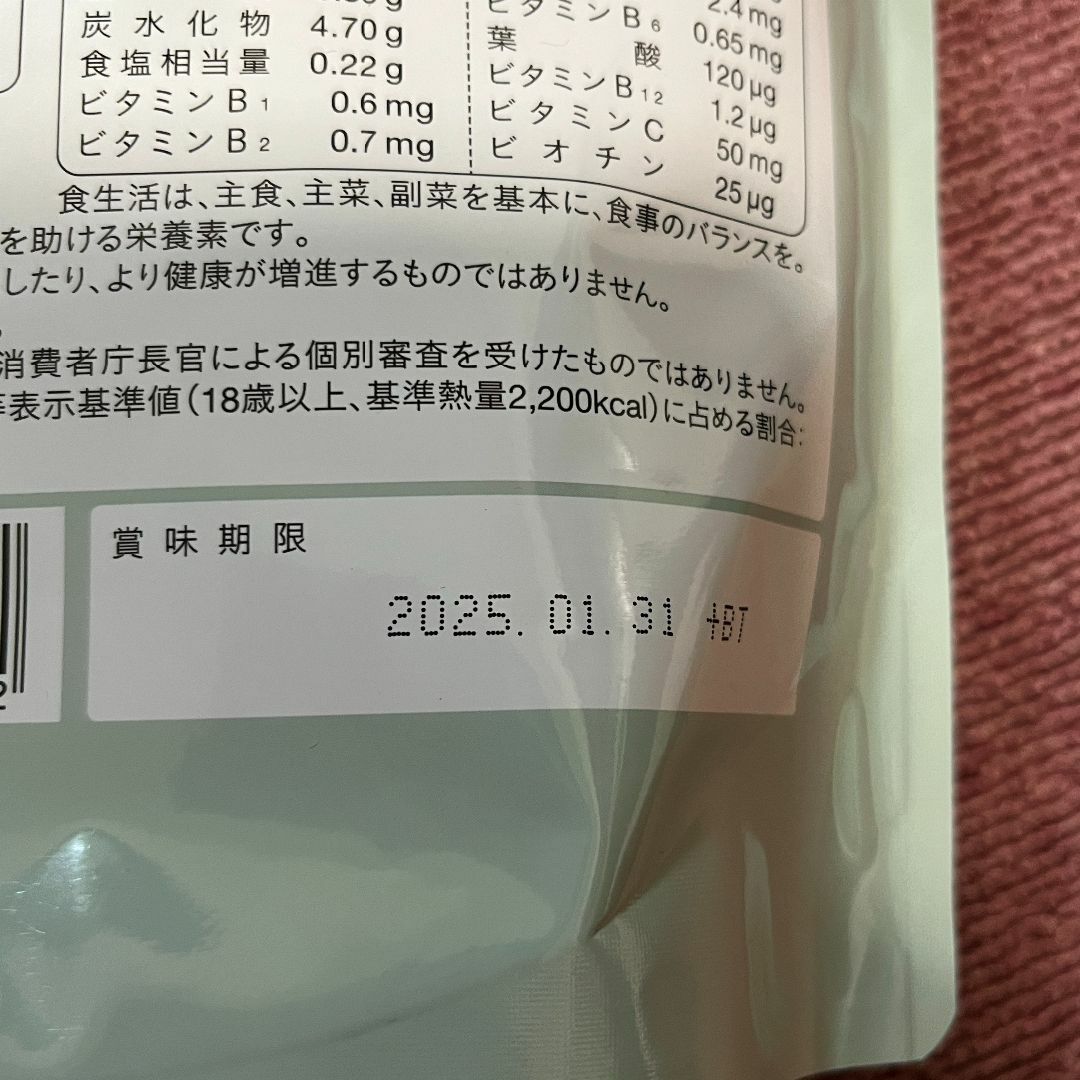 炭水化物 4.70g
食塩相当量 0.22g
ビタミンB1 0.6mg
ビタミンB2 0.7mg
2.4mg
ビタミンB6 0.65mg
葉酸 120μg
ビタミンB12 1.2μg
ビタミンC 50mg
ビオチン 25μg
食生活は、主食、主菜、副菜を基本に、食事のバランスを。
を助ける栄養素です。
したり、より健康が増進するものではありません。
消費者庁長官による個別審査を受けたものではありません。
表示基準値(18歳以上、基準熱量2,200kcal)に占める割合:
賞味期限
2025.01.31 +BT
2